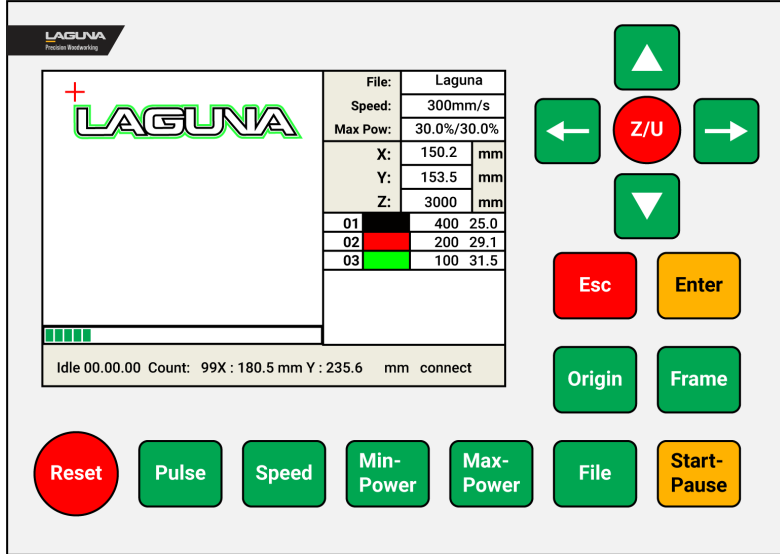 LAGUNA
Precision Woodworking
LAGUNA
File: Laguna
Speed: 300mm/s
Max Pow: 30.0%/30.0%
X: 150.2 mm
Y: 153.5 mm
Z: 3000 mm
01 400 25.0
02 200 29.1
03 100 31.5
Idle 00.00.00 Count: 99X : 180.5 mm Y : 235.6 mm connect
Z/U
Esc
Enter
Origin
Frame
Reset
Pulse
Speed
Min-
Power
Max-
Power
File
Start-
Pause